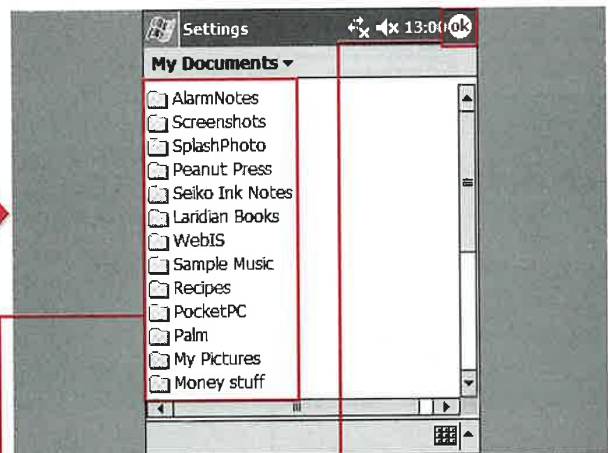 Settings 13:00 ok
My Documents
AlarmNotes
Screenshots
SplashPhoto
Peanut Press
Seiko Ink Notes
Laridian Books
WebIS
Sample Music
Recipes
PocketPC
Palm
My Pictures
Money stuff